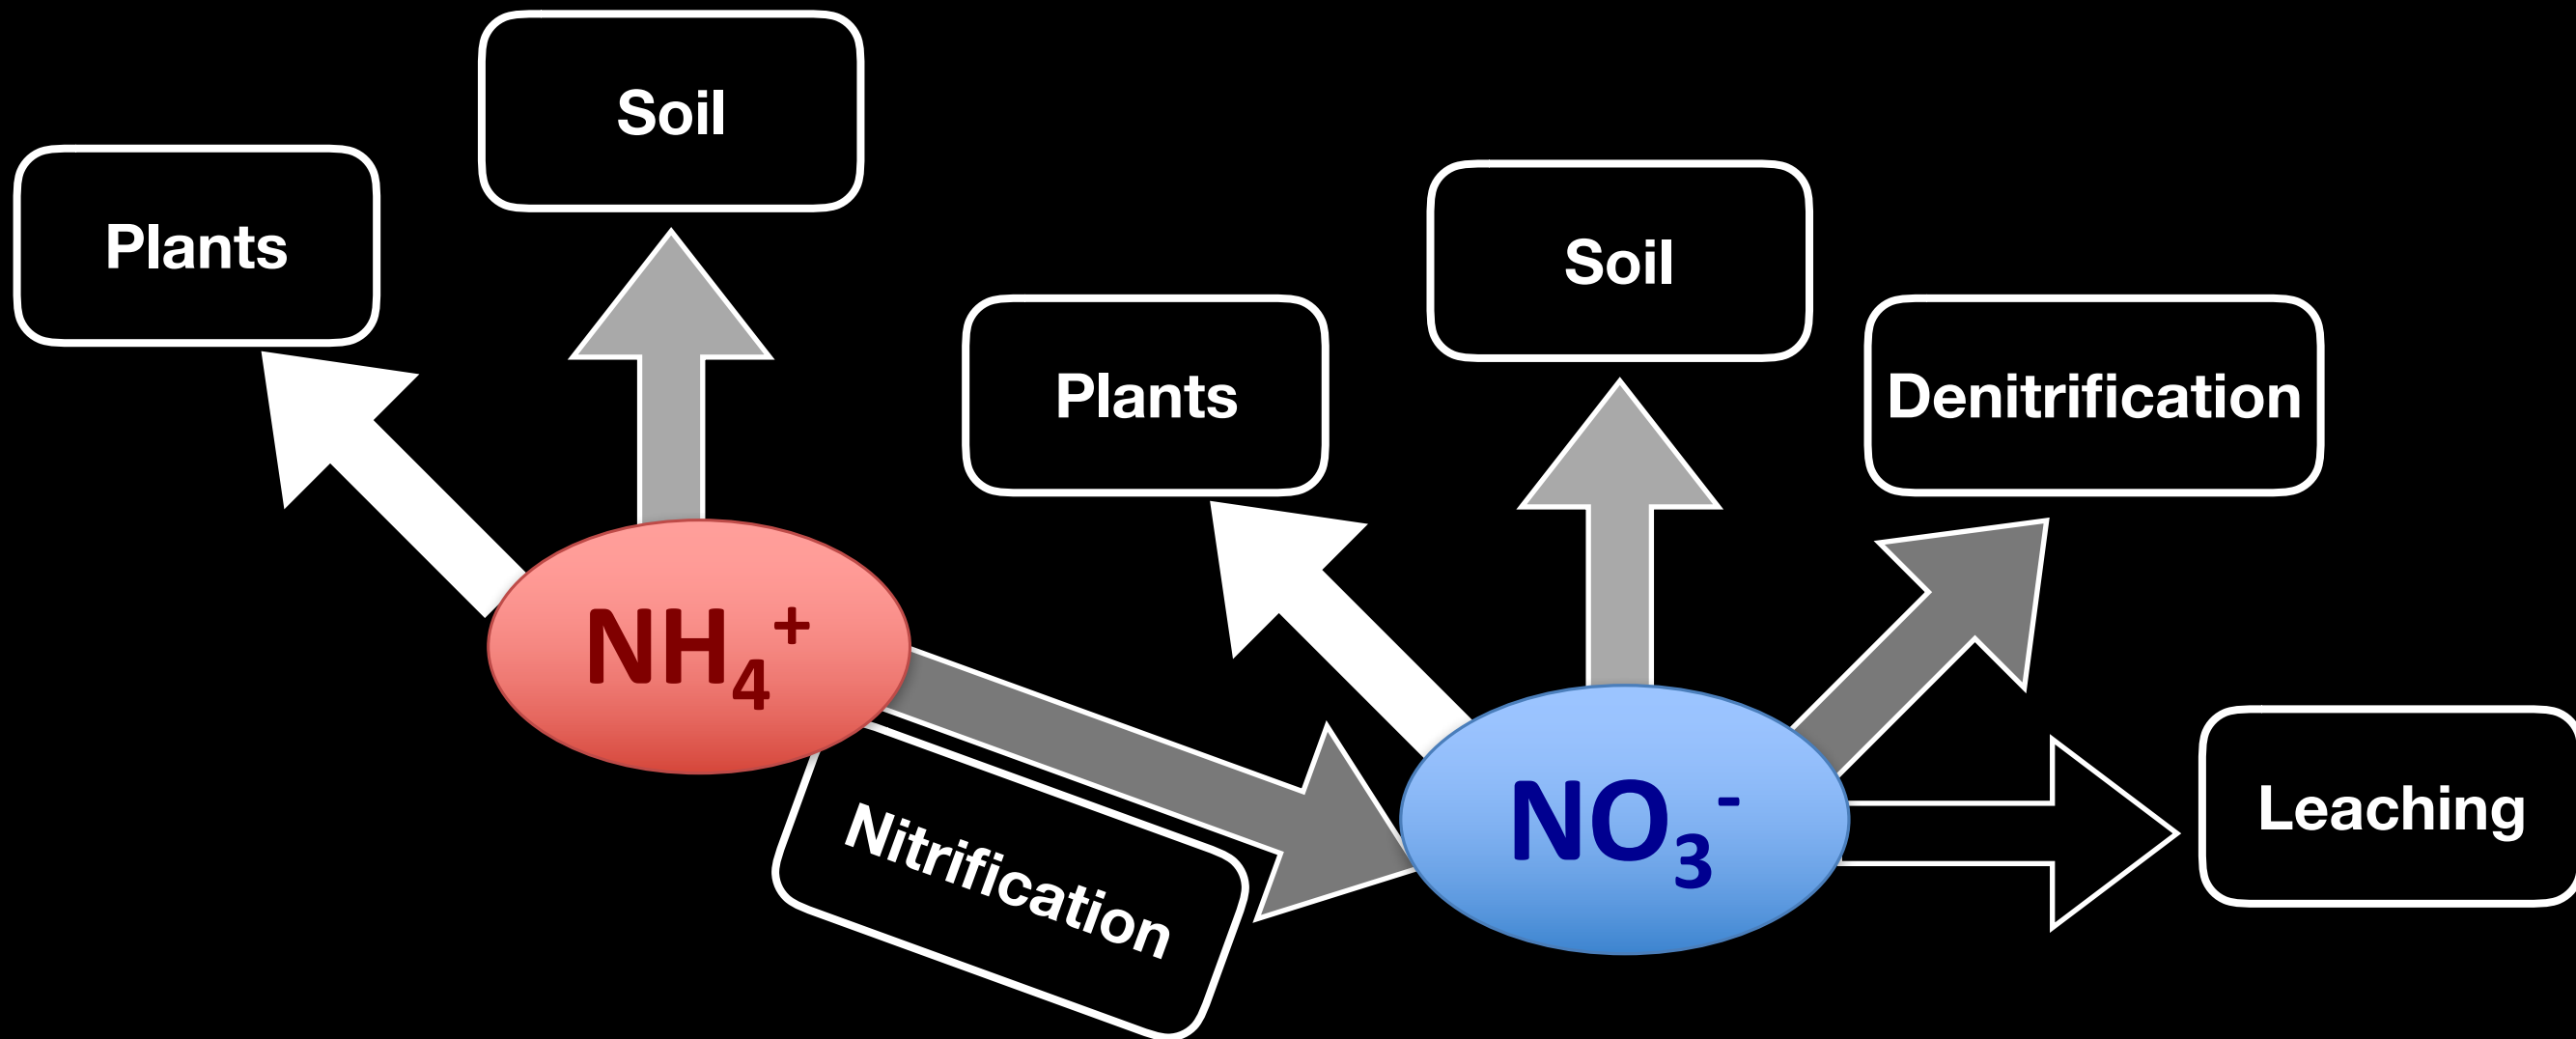 Soil
Plants
Soil
Plants
Denitrification
NH₄⁺
NO₃⁻
Leaching
Nitrification